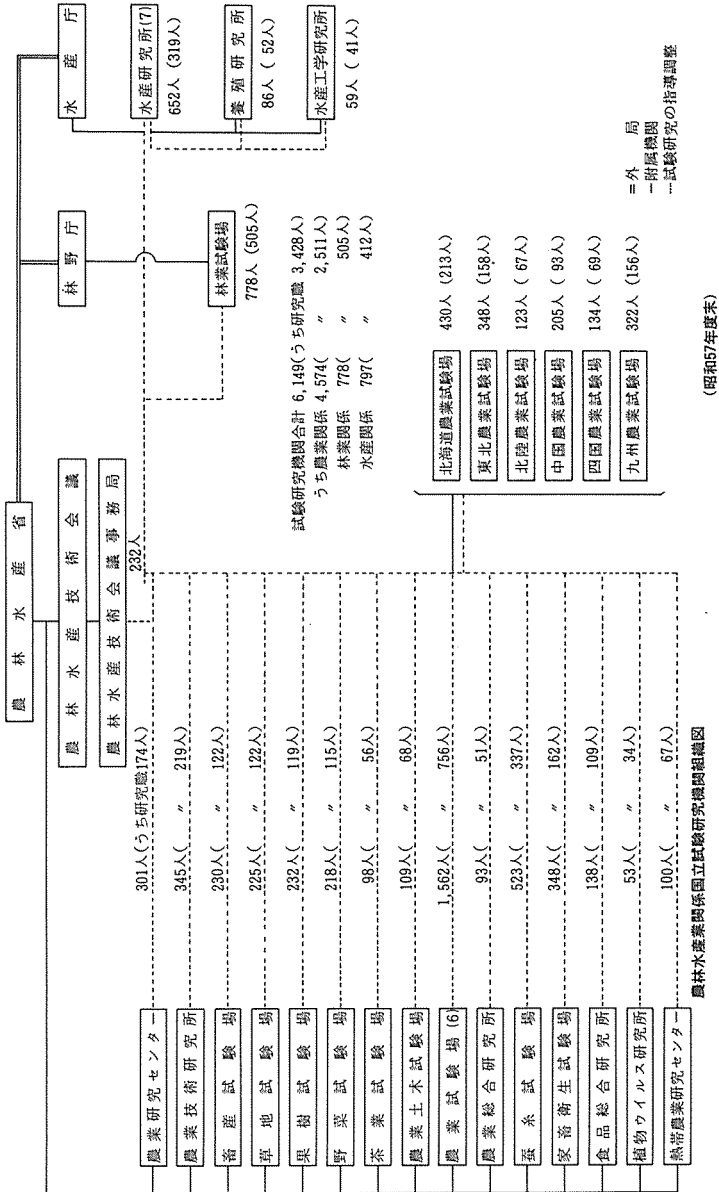 農林水産省
農林水産技術会議
農林水産技術会議事務局
232人
林野庁
水産庁
農業研究センター 301人(うち研究職174人)
農業技術研究所 345人( 〃 219人)
畜産試験場 230人( 〃 122人)
草地試験場 225人( 〃 122人)
果樹試験場 232人( 〃 119人)
野菜試験場 218人( 〃 115人)
茶業試験場 98人( 〃 56人)
農業土木試験場 109人( 〃 68人)
農業試験場(6) 1,562人( 〃 756人)
農業総合研究所 93人( 〃 51人)
蚕糸試験場 523人( 〃 337人)
家畜衛生試験場 348人( 〃 162人)
食品総合研究所 138人( 〃 109人)
植物ウイルス研究所 53人( 〃 34人)
熱帯農業研究センター 100人( 〃 67人)
林業試験場
778人(505人)
水産研究所(7)
652人(319人)
養殖研究所
86人( 52人)
水産工学研究所
59人( 41人)
試験研究機関合計 6,149(うち研究職 3,428人)
うち農業関係 4,574( 〃 2,511人)
林業関係 778( 〃 505人)
水産関係 797( 〃 412人)
北海道農業試験場 430人(213人)
東北農業試験場 348人(158人)
北陸農業試験場 123人( 67人)
中国農業試験場 205人( 93人)
四国農業試験場 134人( 69人)
九州農業試験場 322人(156人)
=外局
―附属機関
---試験研究の指導調整
(昭和57年度末)
農林水産業関係国立試験研究機関組織図